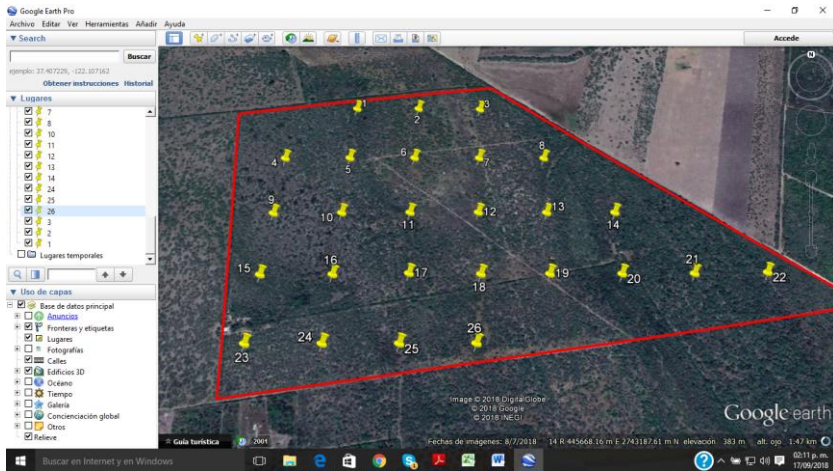 Google Earth Pro
Archivo Editar Ver Herramientas Añadir Ayuda
Search
Buscar
ejemplo: 37.407229, -122.107162
Obtener instrucciones Historial
Lugares
7
8
10
11
12
13
14
24
25
26
3
2
1
Lugares temporales
Uso de capas
Base de datos principal
Anuncios
Fronteras y etiquetas
Lugares
Fotografías
Calles
Edificios 3D
Océano
Tiempo
Galería
Concienciación global
Otros
Relieve
Accede
N
1 2 3
4 5 6 7 8
9 10 11 12 13 14
15 16 17 18 19 20 21 22
23 24 25 26
Image © 2018 DigitalGlobe
© 2018 Google
© 2018 INEGI
Google earth
Guía turística 2001 Fechas de imágenes: 8/7/2018 14 R 445668.16 m E 2743187.61 m N elevación 383 m alt. ojo 1.47 km
Buscar en Internet y en Windows
02:11 p. m.
17/09/2018